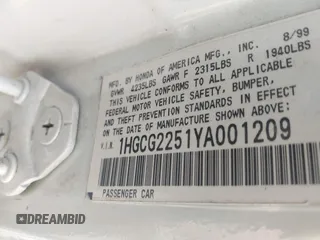 MFG. BY HONDA OF AMERICA MFG., INC. 8/99
GVWR 4235LBS GAWR F 2315LBS R 1940LBS
THIS VEHICLE CONFORMS TO ALL APPLICABLE
FEDERAL MOTOR VEHICLE SAFETY, BUMPER,
AND THEFT PREVENTION STANDARDS IN EFFECT ON
THE DATE OF MANUFACTURE SHOWN ABOVE.
V.I.N. 1HGCG2251YA001209
PASSENGER CAR
DREAMBID